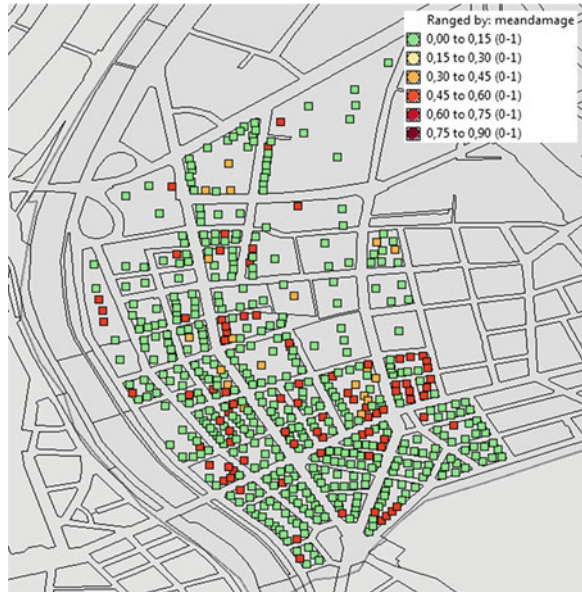 Ranged by: meandamage
0,00 to 0,15 (0-1)
0,15 to 0,30 (0-1)
0,30 to 0,45 (0-1)
0,45 to 0,60 (0-1)
0,60 to 0,75 (0-1)
0,75 to 0,90 (0-1)